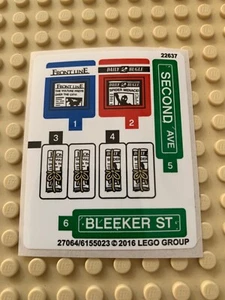 22637
FRONT LINE
DAILY BUGLE
1
2
SECOND AVE
3
4
5
6
BLEEKER ST
27064/6155023 © 2016 LEGO GROUP